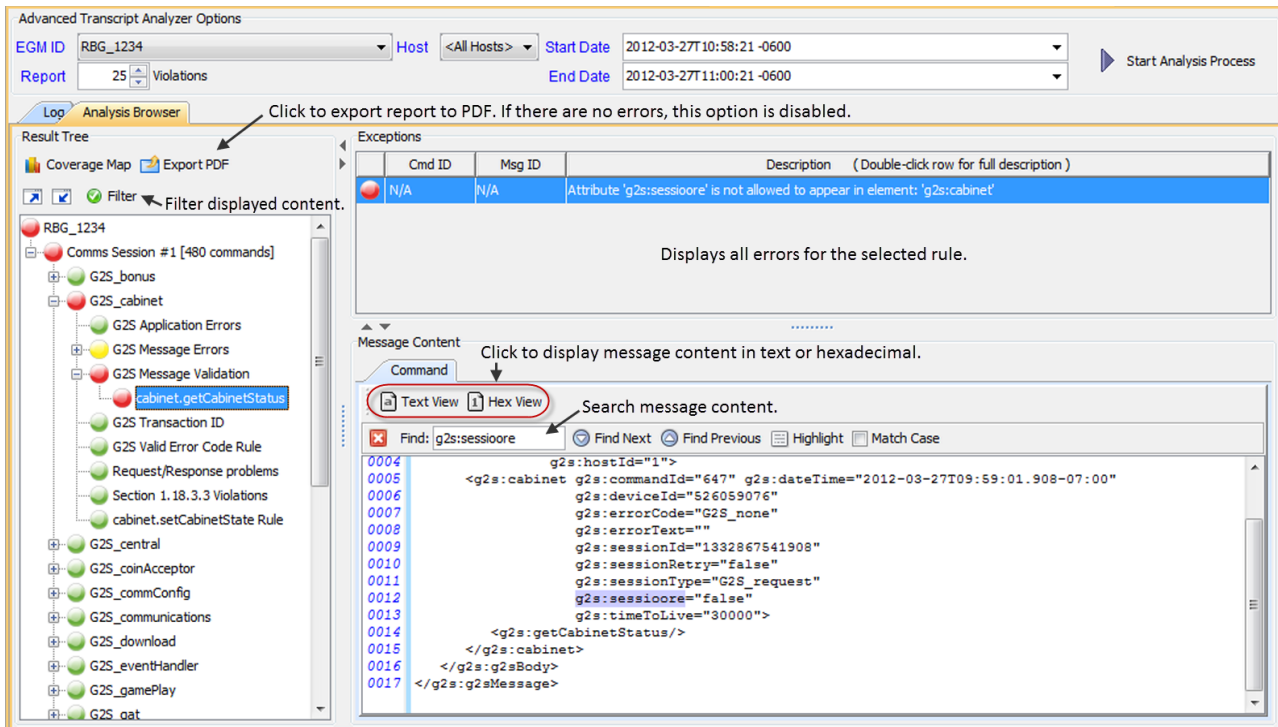 Advanced Transcript Analyzer Options
EGM ID RBG_1234 Host <All Hosts> Start Date 2012-03-27T10:58:21 -0600
Start Analysis Process
Report 25 Violations End Date 2012-03-27T11:00:21 -0600
Log Analysis Browser Click to export report to PDF. If there are no errors, this option is disabled.
Result Tree
Coverage Map Export PDF
Filter Filter displayed content.
RBG_1234
Comms Session #1 [480 commands]
G2S_bonus
G2S_cabinet
G2S Application Errors
G2S Message Errors
G2S Message Validation
cabinet.getCabinetStatus
G2S Transaction ID
G2S Valid Error Code Rule
Request/Response problems
Section 1.18.3.3 Violations
cabinet.setCabinetState Rule
G2S_central
G2S_coinAcceptor
G2S_commConfig
G2S_communications
G2S_download
G2S_eventHandler
G2S_gamePlay
G2S_gat
Exceptions
Cmd ID Msg ID Description (Double-click row for full description )
N/A N/A Attribute 'g2s:sessioore' is not allowed to appear in element: 'g2s:cabinet'
Displays all errors for the selected rule.
Message Content
Click to display message content in text or hexadecimal.
Command
a Text View 1 Hex View
Search message content.
Find: g2s:sessioore Find Next Find Previous Highlight Match Case
0004 g2s:hostId="1">
0005 <g2s:cabinet g2s:commandId="647" g2s:dateTime="2012-03-27T09:59:01.908-07:00"
0006 g2s:deviceId="526059076"
0007 g2s:errorCode="G2S_none"
0008 g2s:errorText=""
0009 g2s:sessionId="1332867541908"
0010 g2s:sessionRetry="false"
0011 g2s:sessionType="G2S_request"
0012 g2s:sessioore="false"
0013 g2s:timeToLive="30000">
0014 <g2s:getCabinetStatus/>
0015 </g2s:cabinet>
0016 </g2s:g2sBody>
0017 </g2s:g2sMessage>